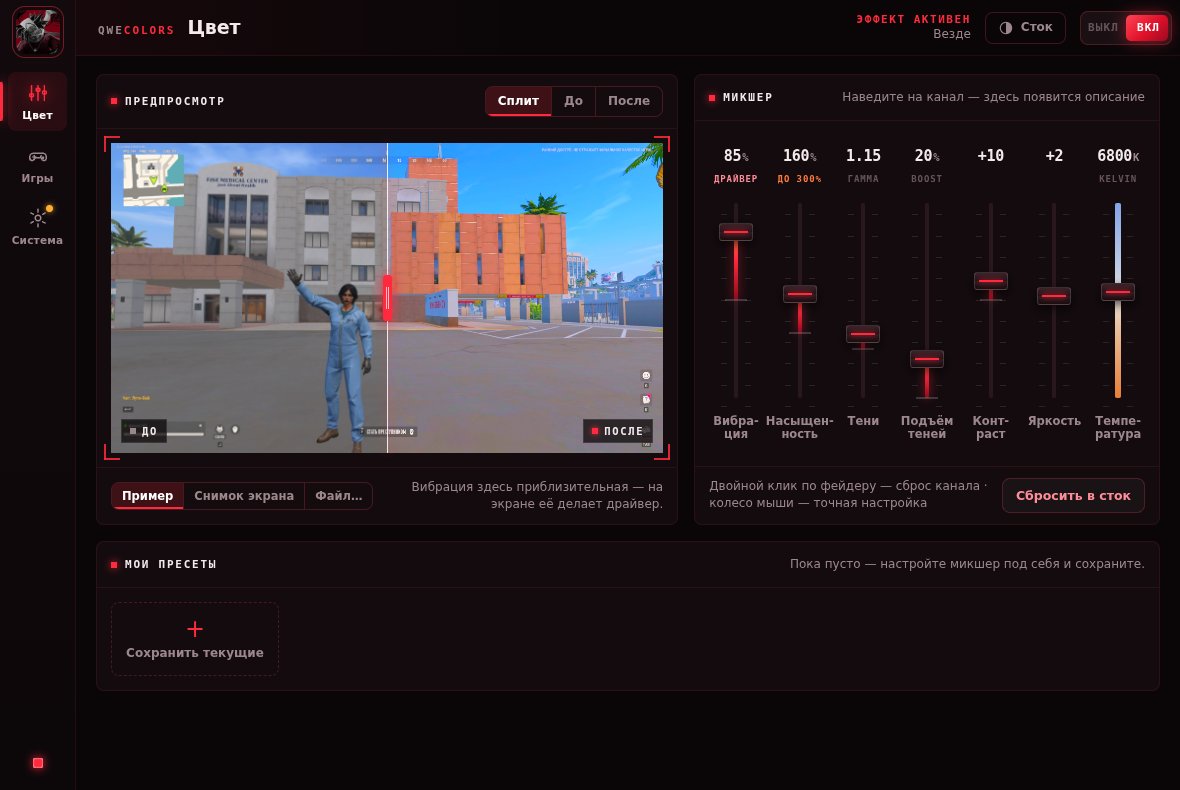 QWECOLORS Цвет
ЭФФЕКТ АКТИВЕН
Везде
Сток
ВЫКЛ ВКЛ
Цвет
Игры
Система
ПРЕДПРОСМОТР
Сплит До После
PINE MEDICAL CENTER
ДО
ПОСЛЕ
Пример Снимок экрана Файл…
Вибрация здесь приблизительная — на
экране её делает драйвер.
МИКШЕР
Наведите на канал — здесь появится описание
85% 160% 1.15 20% +10 +2 6800K
ДРАЙВЕР ДО 300% ГАММА BOOST KELVIN
Вибра-
ция
Насыщен-
ность
Тени
Подъём
теней
Конт-
раст
Яркость
Темпе-
ратура
Двойной клик по фейдеру — сброс канала ·
колесо мыши — точная настройка
Сбросить в сток
МОИ ПРЕСЕТЫ
Пока пусто — настройте микшер под себя и сохраните.
Сохранить текущие